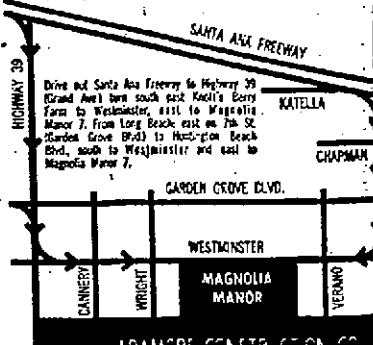 SANTA ANA FREEWAY
HIGHWAY 39
Drive out Santa Ana Freeway to Highway 39
(Grand Ave) turn south past Knott's Berry
Farm to Westminster, east to Magnolia
Manor 7. From Long Beach east on 7th St.
(Garden Grove Blvd) to Huntington Beach
Blvd., south to Westminster and east to
Magnolia Manor 7.
KATELLA
CHAPMAN
GARDEN GROVE BLVD.
WESTMINSTER
CANNERY
WRIGHT
MAGNOLIA
MANOR
VERANO